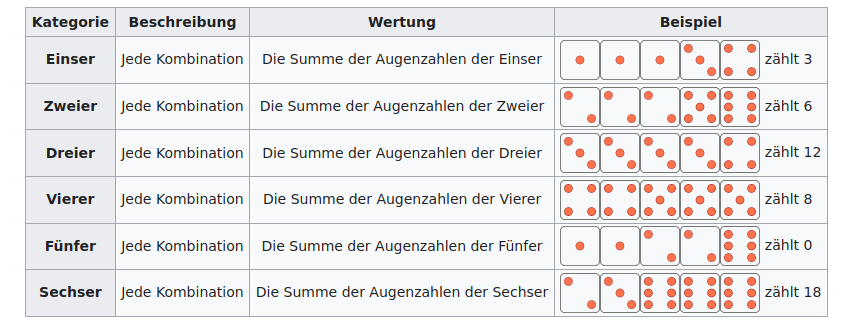 Kategorie Beschreibung Wertung Beispiel
Einser Jede Kombination Die Summe der Augenzahlen der Einser zählt 3
Zweier Jede Kombination Die Summe der Augenzahlen der Zweier zählt 6
Dreier Jede Kombination Die Summe der Augenzahlen der Dreier zählt 12
Vierer Jede Kombination Die Summe der Augenzahlen der Vierer zählt 8
Fünfer Jede Kombination Die Summe der Augenzahlen der Fünfer zählt 0
Sechser Jede Kombination Die Summe der Augenzahlen der Sechser zählt 18